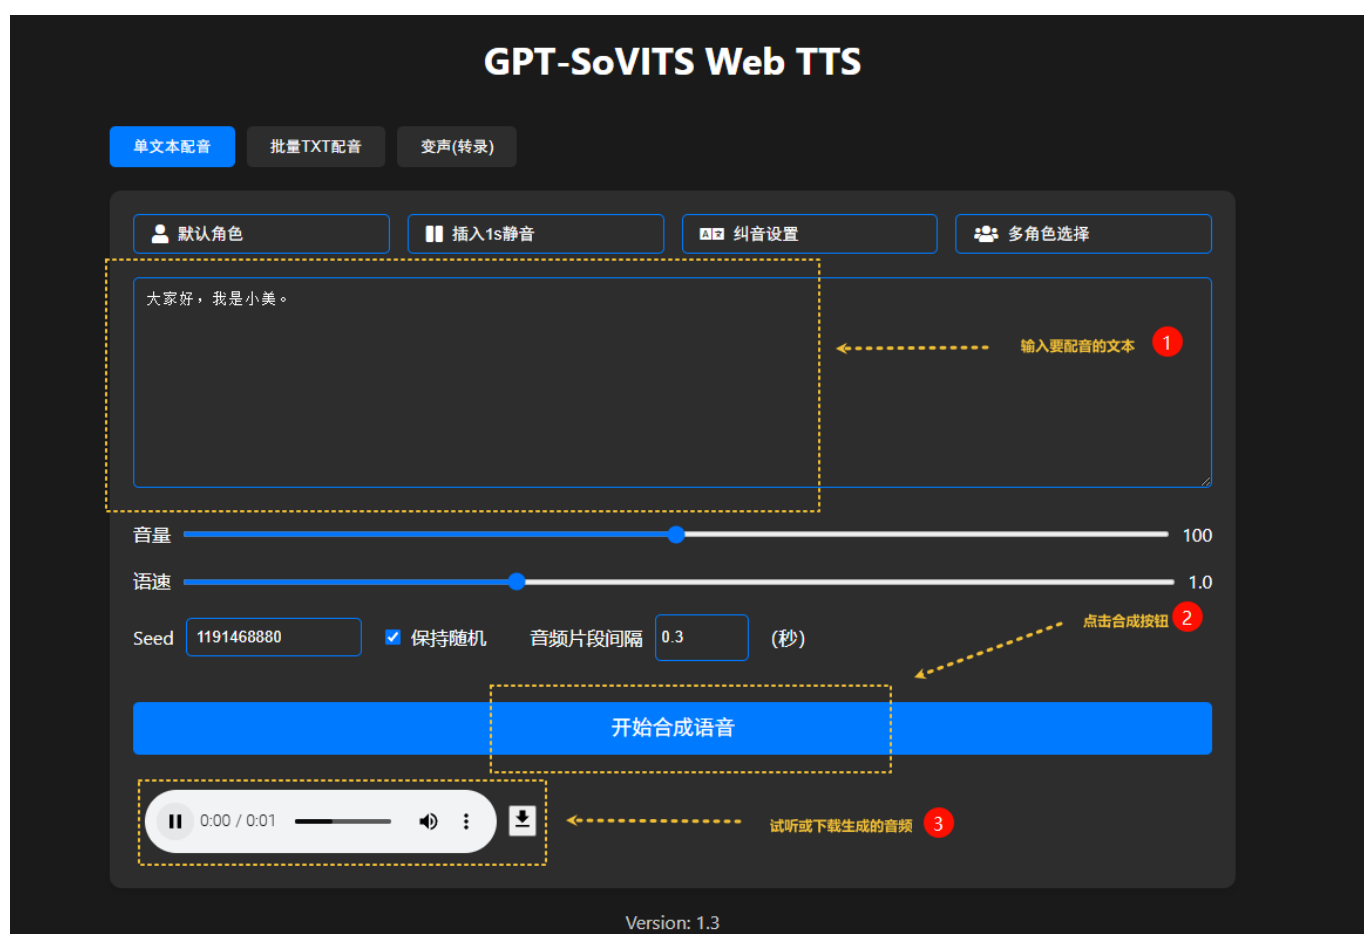 GPT-SoVITS Web TTS
单文本配音 批量TXT配音 变声(转录)
默认角色 插入1s静音 纠音设置 多角色选择
大家好，我是小美。
输入要配音的文本 1
音量 100
语速 1.0
点击合成按钮 2
Seed 1191468880 保持随机 音频片段间隔 0.3 (秒)
开始合成语音
0:00 / 0:01
试听或下载生成的音频 3
Version: 1.3